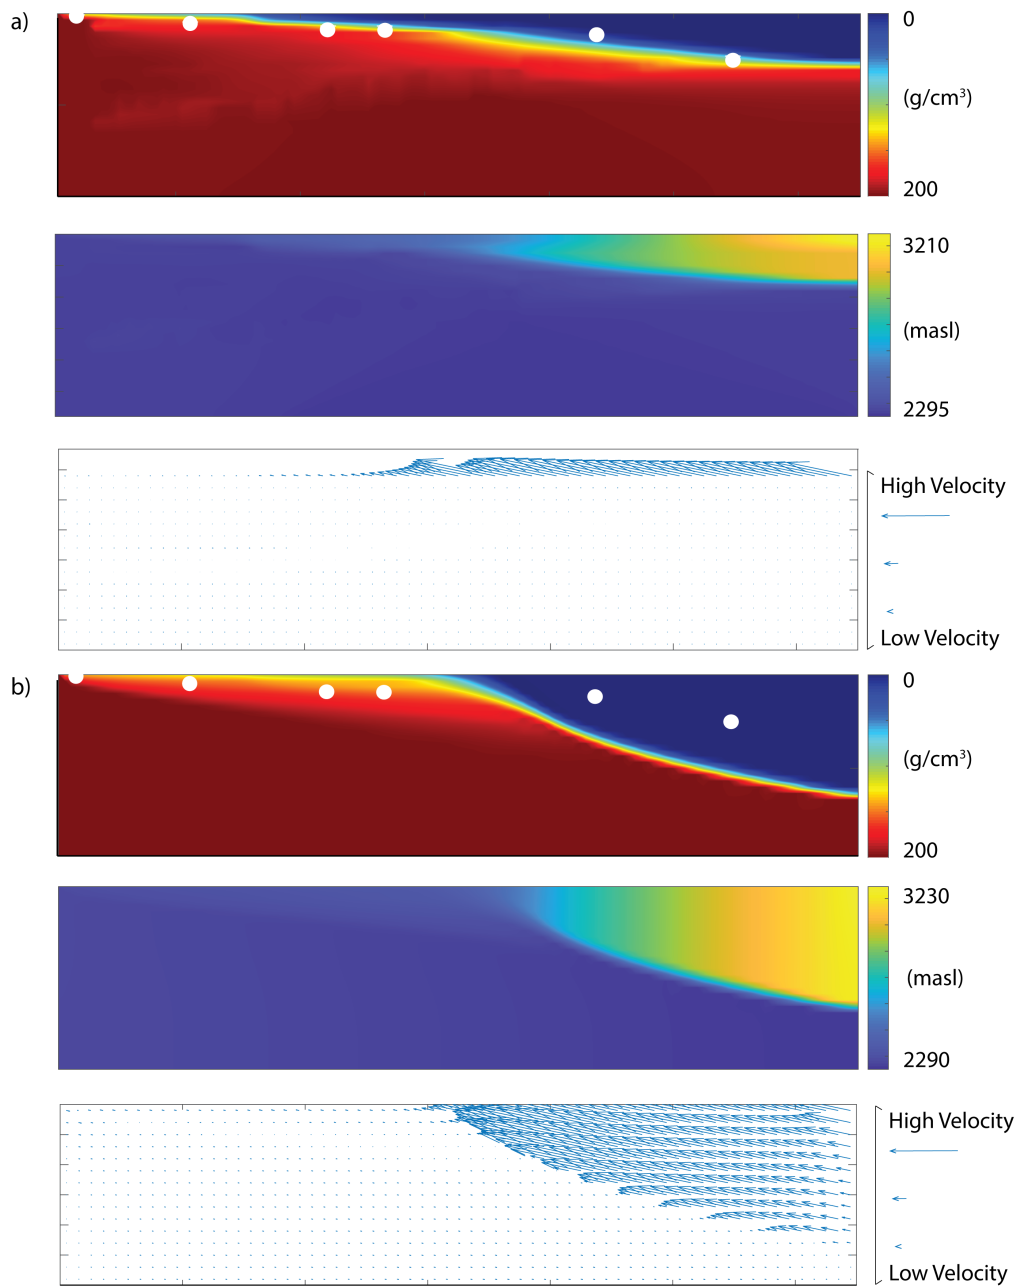 a)
0
(g/cm³)
200
3210
(masl)
2295
High Velocity
Low Velocity
b)
0
(g/cm³)
200
3230
(masl)
2290
High Velocity
Low Velocity